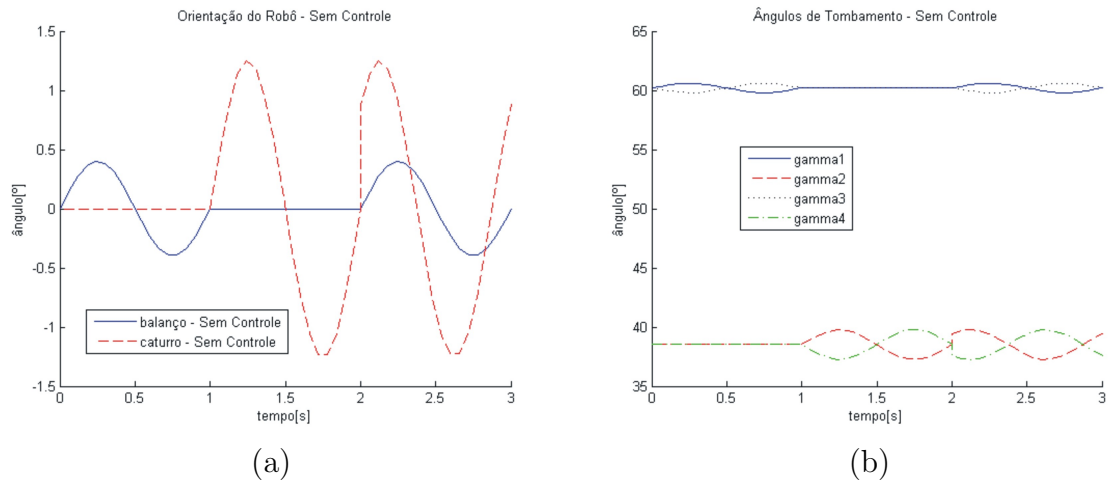 Orientação do Robô - Sem Controle
1.5
1
0.5
0
-0.5
-1
-1.5
ângulo[º]
balanço - Sem Controle
caturro - Sem Controle
0
0.5
1
1.5
2
2.5
3
tempo[s]
(a)
Ângulos de Tombamento - Sem Controle
65
60
55
50
45
40
35
ângulo[º]
gamma1
gamma2
gamma3
gamma4
0
0.5
1
1.5
2
2.5
3
tempo[s]
(b)